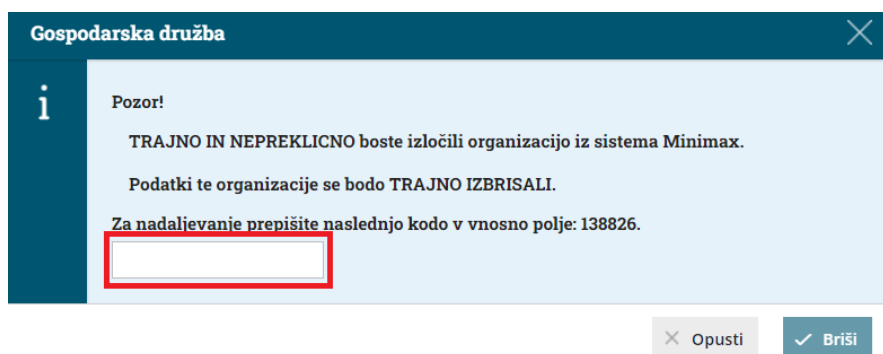 Gospodarska družba
i
Pozor!
TRAJNO IN NEPREKLICNO boste izločili organizacijo iz sistema Minimax.
Podatki te organizacije se bodo TRAJNO IZBRISALI.
Za nadaljevanje prepišite naslednjo kodo v vnosno polje: 138826.
Opusti
Briši